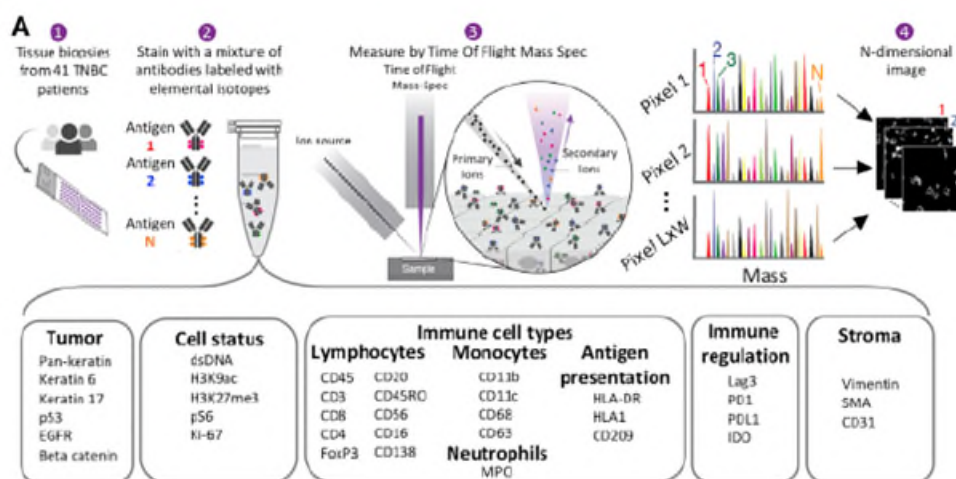 A
1
Tissue biopsies
from 41 TNBC
patients
2
Stain with a mixture of
antibodies labeled with
elemental isotopes
Antigen
1
Antigen
2
Antigen
N
3
Measure by Time Of Flight Mass Spec
Time of Flight
Mass-Spec
Ion source
Sample
Primary
Ions
Secondary
Ions
Pixel 1
1
2
3
N
Pixel 2
Pixel LxW
Mass
4
N-dimensional
image
1
2
Tumor
Pan-keratin
Keratin 6
Keratin 17
p53
EGFR
Beta catenin
Cell status
dsDNA
H3K9ac
H3K27me3
pS6
Ki-67
Immune cell types
Lymphocytes
CD45 CD20
CD3 CD45RO
CD8 CD56
CD4 CD16
FoxP3 CD138
Monocytes
CD11b
CD11c
CD68
CD63
Neutrophils
MPO
Antigen
presentation
HLA-DR
HLA1
CD209
Immune
regulation
Lag3
PD1
PDL1
IDO
Stroma
Vimentin
SMA
CD31